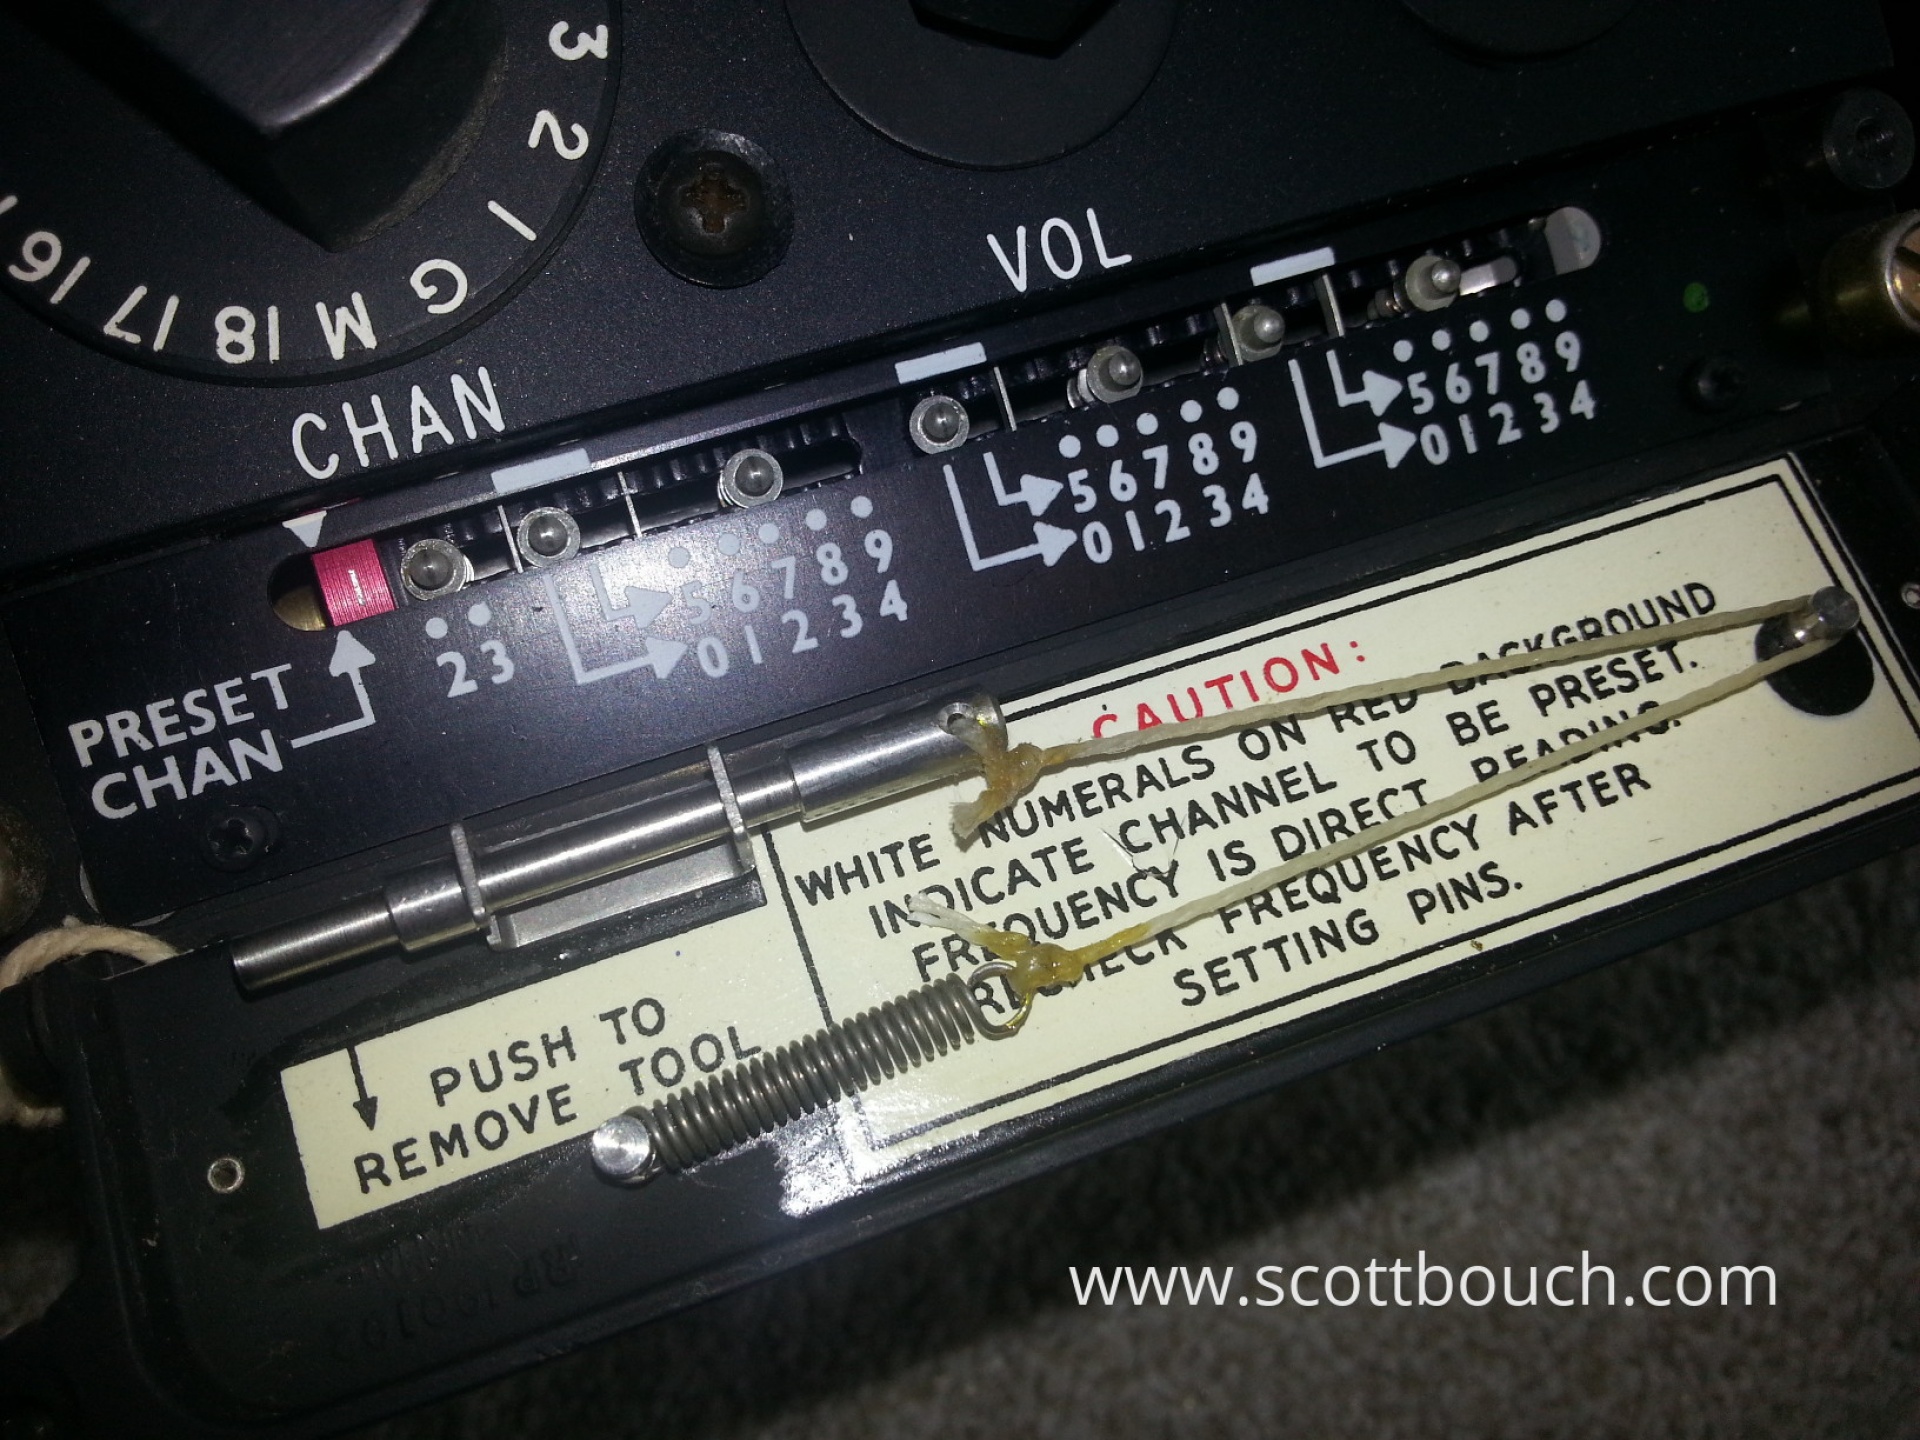 3
2
1
G
M
18
17
16
VOL
CHAN
PRESET
CHAN
2 3
5 6 7 8 9
0 1 2 3 4
5 6 7 8 9
0 1 2 3 4
5 6 7 8 9
0 1 2 3 4
CAUTION:
WHITE NUMERALS ON RED BACKGROUND
INDICATE CHANNEL TO BE PRESET.
FREQUENCY IS DIRECT READING.
RECHECK FREQUENCY AFTER
SETTING PINS.
PUSH TO
REMOVE TOOL
www.scottbouch.com